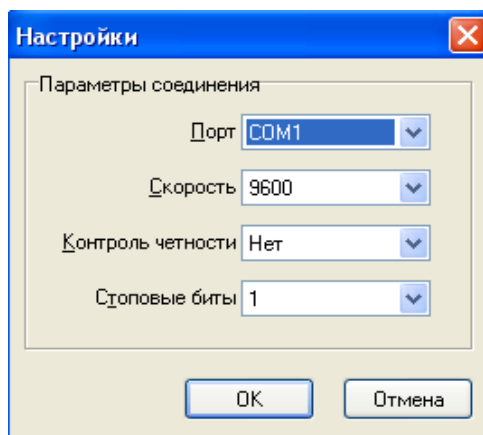 Настройки
Параметры соединения
Порт COM1
Скорость 9600
Контроль четности Нет
Стоповые биты 1
OK Отмена